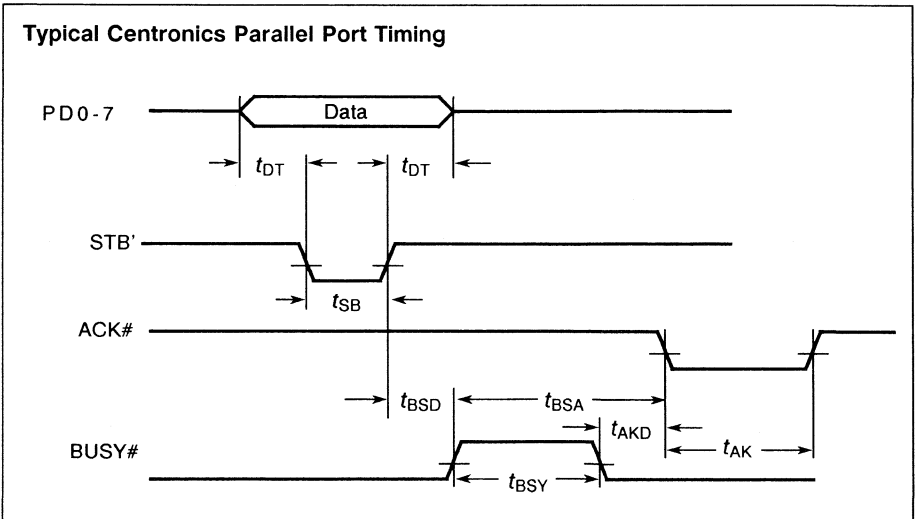 Typical Centronics Parallel Port Timing
PD0-7
Data
tDT
tDT
STB'
tSB
ACK#
tBSD
tBSA
tAKD
tAK
BUSY#
tBSY